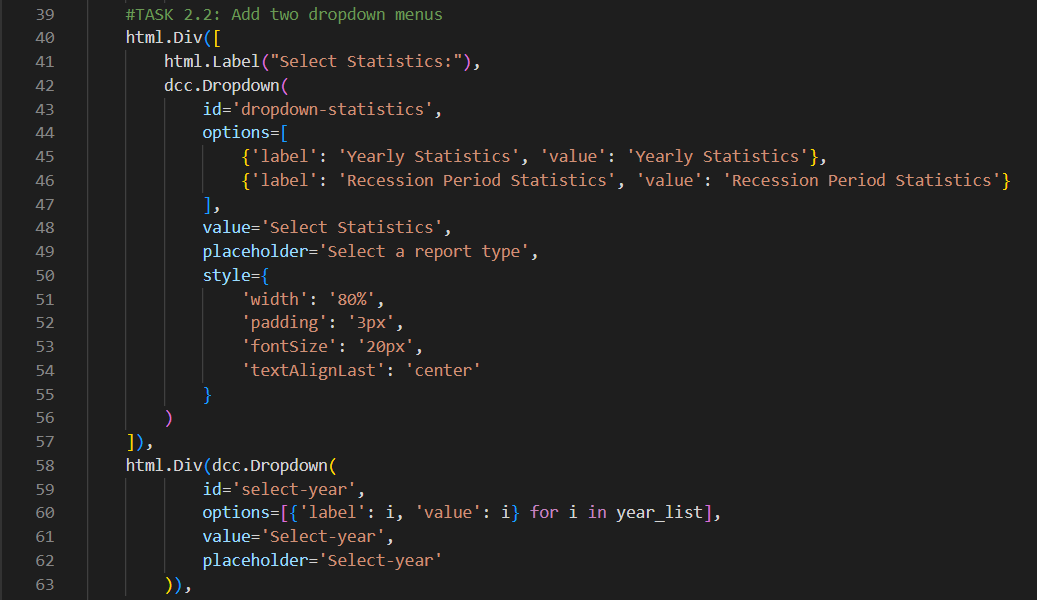 39 #TASK 2.2: Add two dropdown menus
40 html.Div([
41 html.Label("Select Statistics:"),
42 dcc.Dropdown(
43 id='dropdown-statistics',
44 options=[
45 {'label': 'Yearly Statistics', 'value': 'Yearly Statistics'},
46 {'label': 'Recession Period Statistics', 'value': 'Recession Period Statistics'}
47 ],
48 value='Select Statistics',
49 placeholder='Select a report type',
50 style={
51 'width': '80%',
52 'padding': '3px',
53 'fontSize': '20px',
54 'textAlignLast': 'center'
55 }
56 )
57 ]),
58 html.Div(dcc.Dropdown(
59 id='select-year',
60 options=[{'label': i, 'value': i} for i in year_list],
61 value='Select-year',
62 placeholder='Select-year'
63 )),